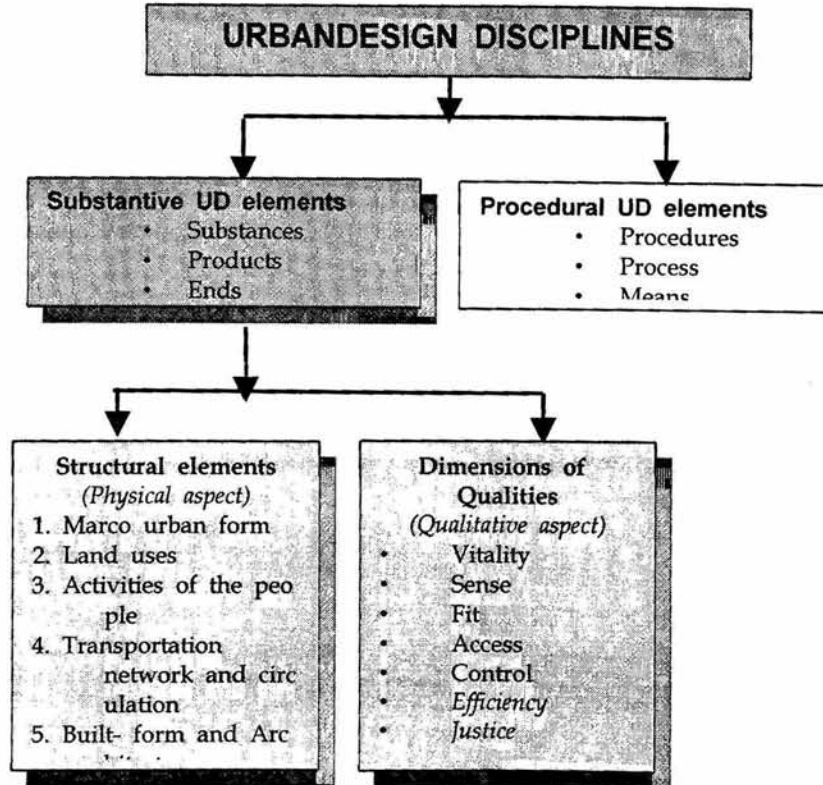 URBANDESIGN DISCIPLINES
Substantive UD elements
• Substances
• Products
• Ends
Procedural UD elements
• Procedures
• Process
• Means
Structural elements
(Physical aspect)
1. Marco urban form
2. Land uses
3. Activities of the peo
ple
4. Transportation
network and circ
ulation
5. Built- form and Arc
Dimensions of
Qualities
(Qualitative aspect)
• Vitality
• Sense
• Fit
• Access
• Control
• Efficiency
• Justice